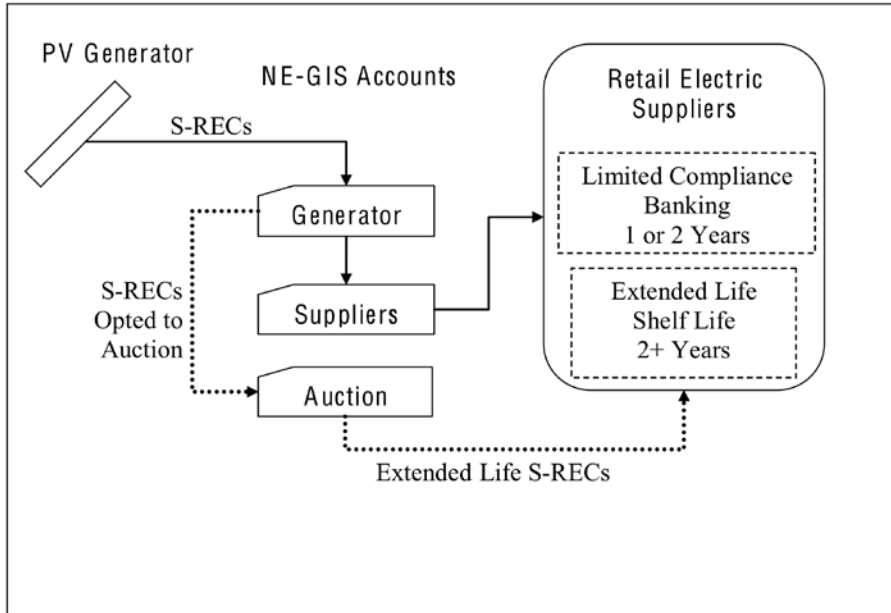 PV Generator
NE-GIS Accounts
S-RECs
Generator
Suppliers
S-RECs
Opted to
Auction
Auction
Extended Life S-RECs
Retail Electric
Suppliers
Limited Compliance
Banking
1 or 2 Years
Extended Life
Shelf Life
2+ Years